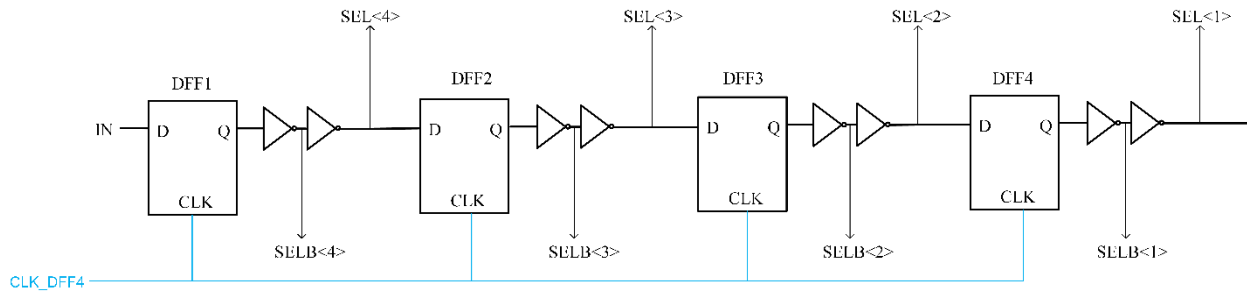 SEL<4> SEL<3> SEL<2> SEL<1>
DFF1 DFF2 DFF3 DFF4
IN D Q D Q D Q D Q
CLK CLK CLK CLK
SELB<4> SELB<3> SELB<2> SELB<1>
CLK_DFF4